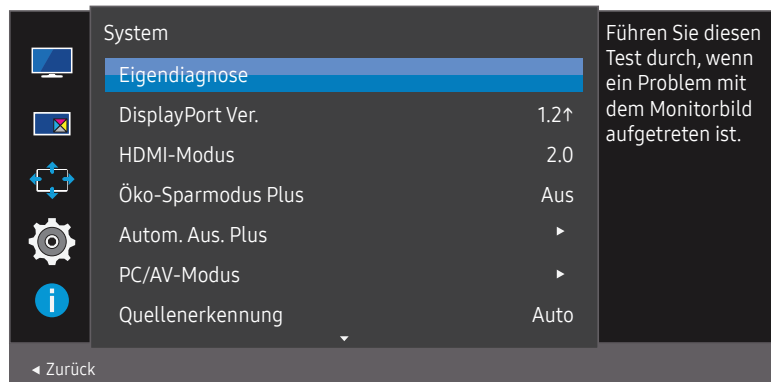 System
Eigendiagnose
DisplayPort Ver. 1.2↑
HDMI-Modus 2.0
Öko-Sparmodus Plus Aus
Autom. Aus. Plus ▸
PC/AV-Modus ▸
Quellenerkennung Auto
Führen Sie diesen
Test durch, wenn
ein Problem mit
dem Monitorbild
aufgetreten ist.
◂ Zurück